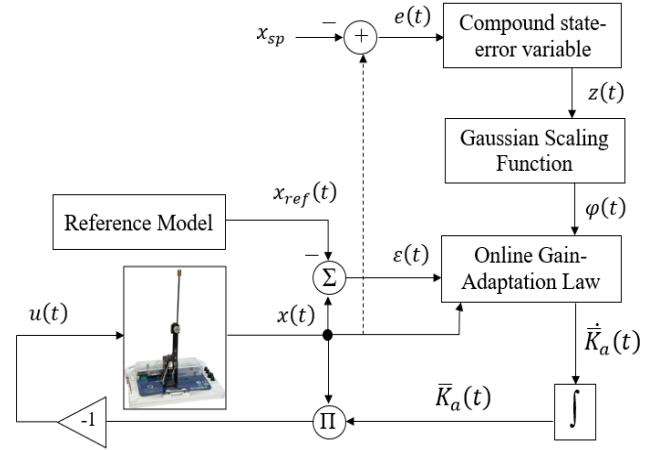 x_sp
−
+
e(t)
Compound state-
error variable
z(t)
Gaussian Scaling
Function
φ(t)
x_ref(t)
Reference Model
−
Σ
ε(t)
Online Gain-
Adaptation Law
u(t)
x(t)
K̇̅_a(t)
-1
Π
K̅_a(t)
∫